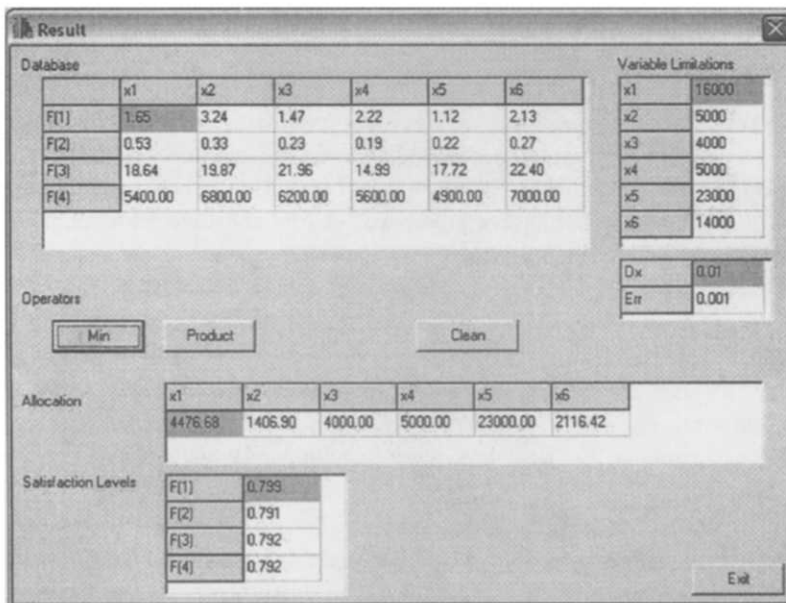 Result
Database
x1 x2 x3 x4 x5 x6
F(1) 1.65 3.24 1.47 2.22 1.12 2.13
F(2) 0.53 0.33 0.23 0.19 0.22 0.27
F(3) 18.64 19.87 21.96 14.99 17.72 22.40
F(4) 5400.00 6800.00 6200.00 5600.00 4900.00 7000.00
Variable Limitations
x1 16000
x2 5000
x3 4000
x4 5000
x5 23000
x6 14000
Dx 0.01
Err 0.001
Operators
Min Product Clean
Allocation
x1 x2 x3 x4 x5 x6
4476.68 1406.90 4000.00 5000.00 23000.00 2116.42
Satisfaction Levels
F(1) 0.799
F(2) 0.791
F(3) 0.792
F(4) 0.792
Exit